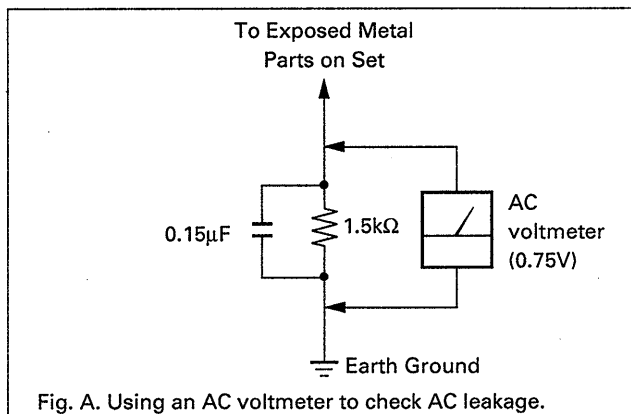 To Exposed Metal
Parts on Set
0.15μF
1.5kΩ
AC
voltmeter
(0.75V)
Earth Ground
Fig. A. Using an AC voltmeter to check AC leakage.